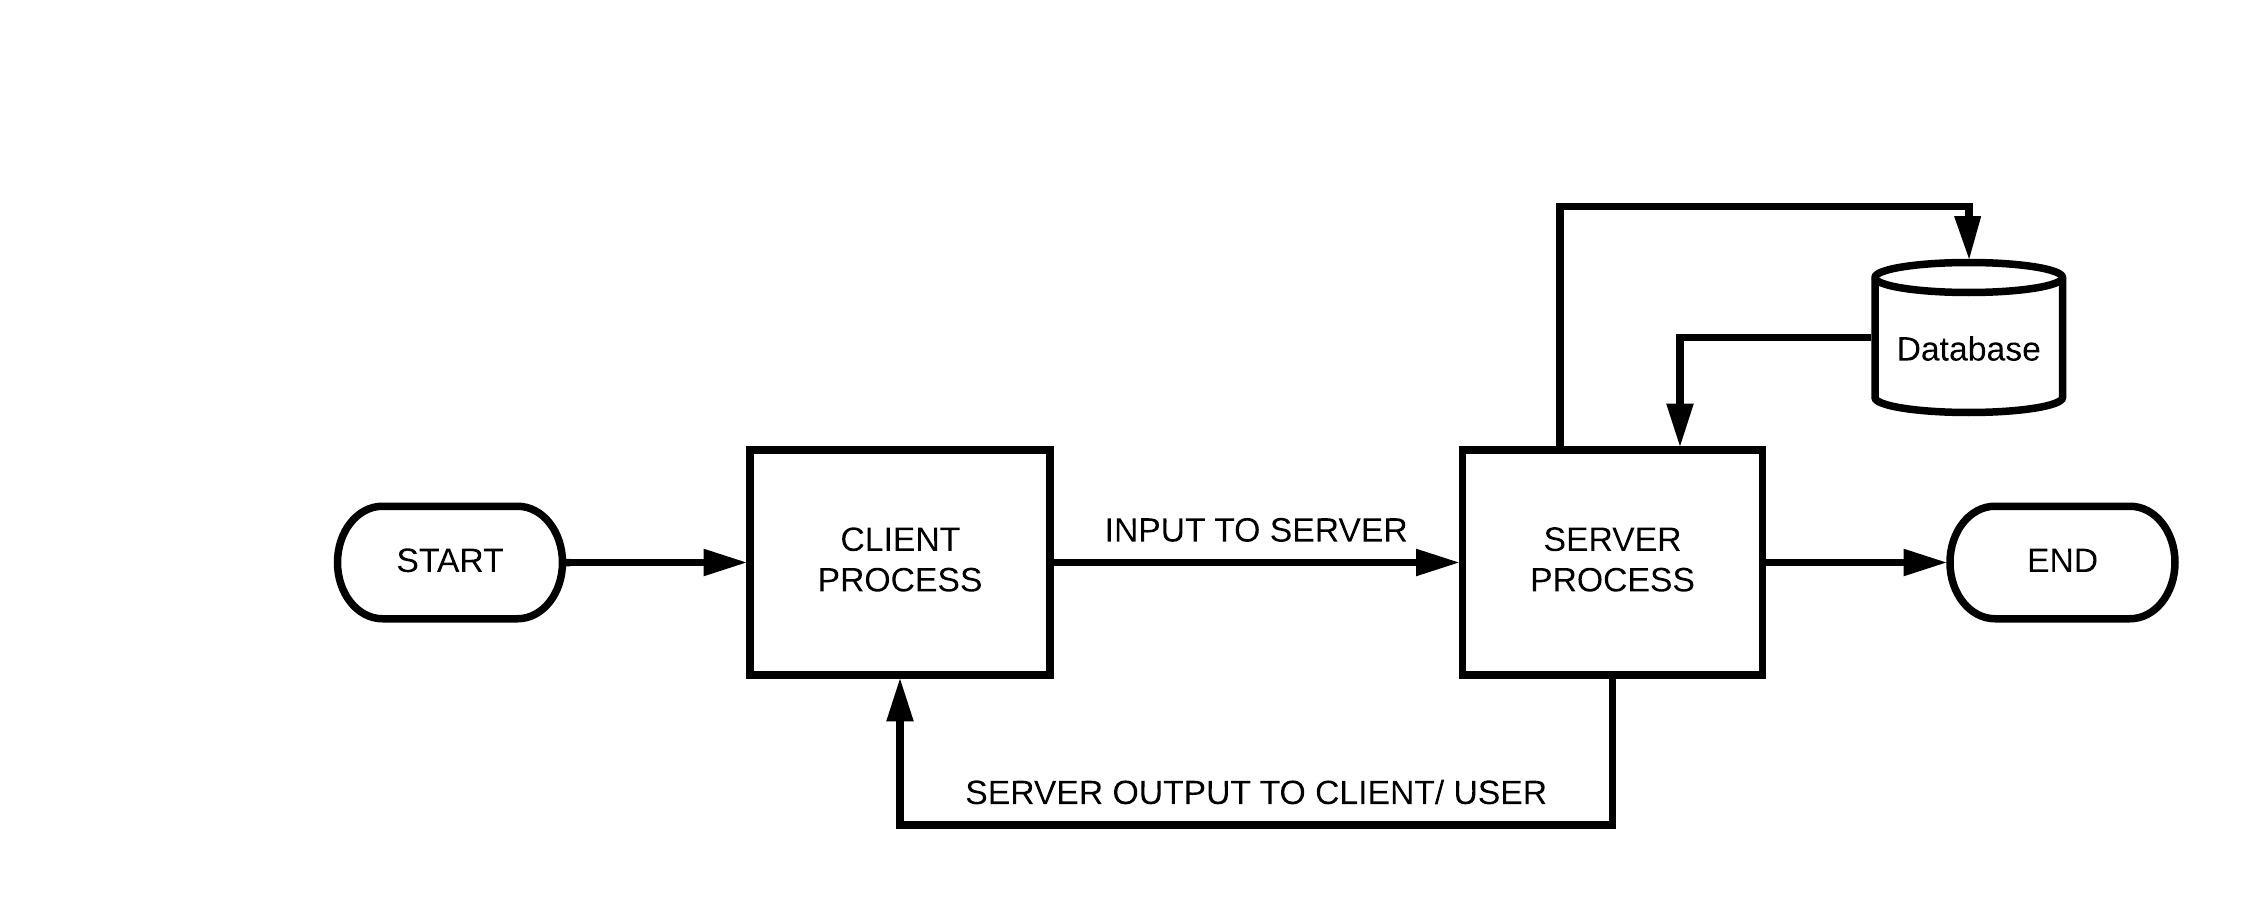 Database
START
CLIENT
PROCESS
INPUT TO SERVER
SERVER
PROCESS
END
SERVER OUTPUT TO CLIENT/ USER